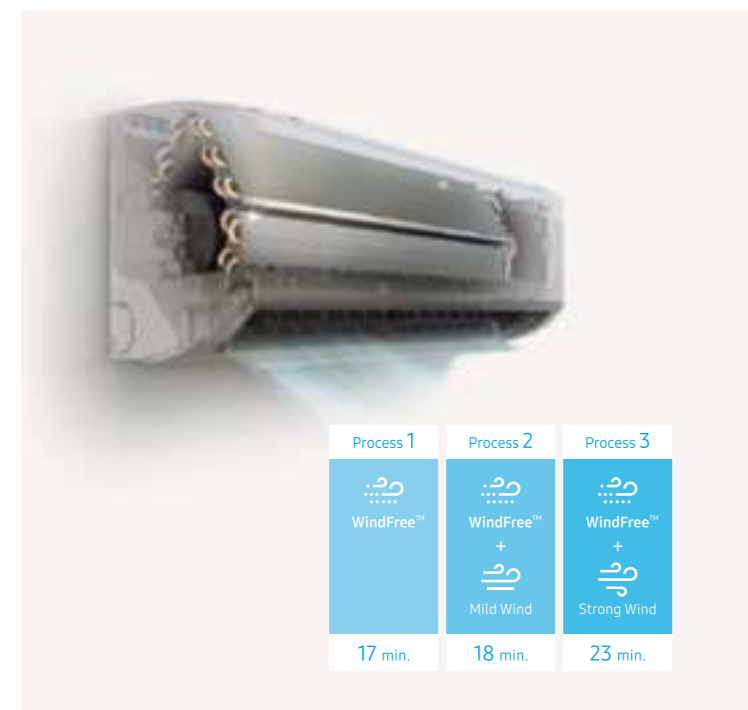 Process 1
WindFree™
17 min.
Process 2
WindFree™
+
Mild Wind
18 min.
Process 3
WindFree™
+
Strong Wind
23 min.